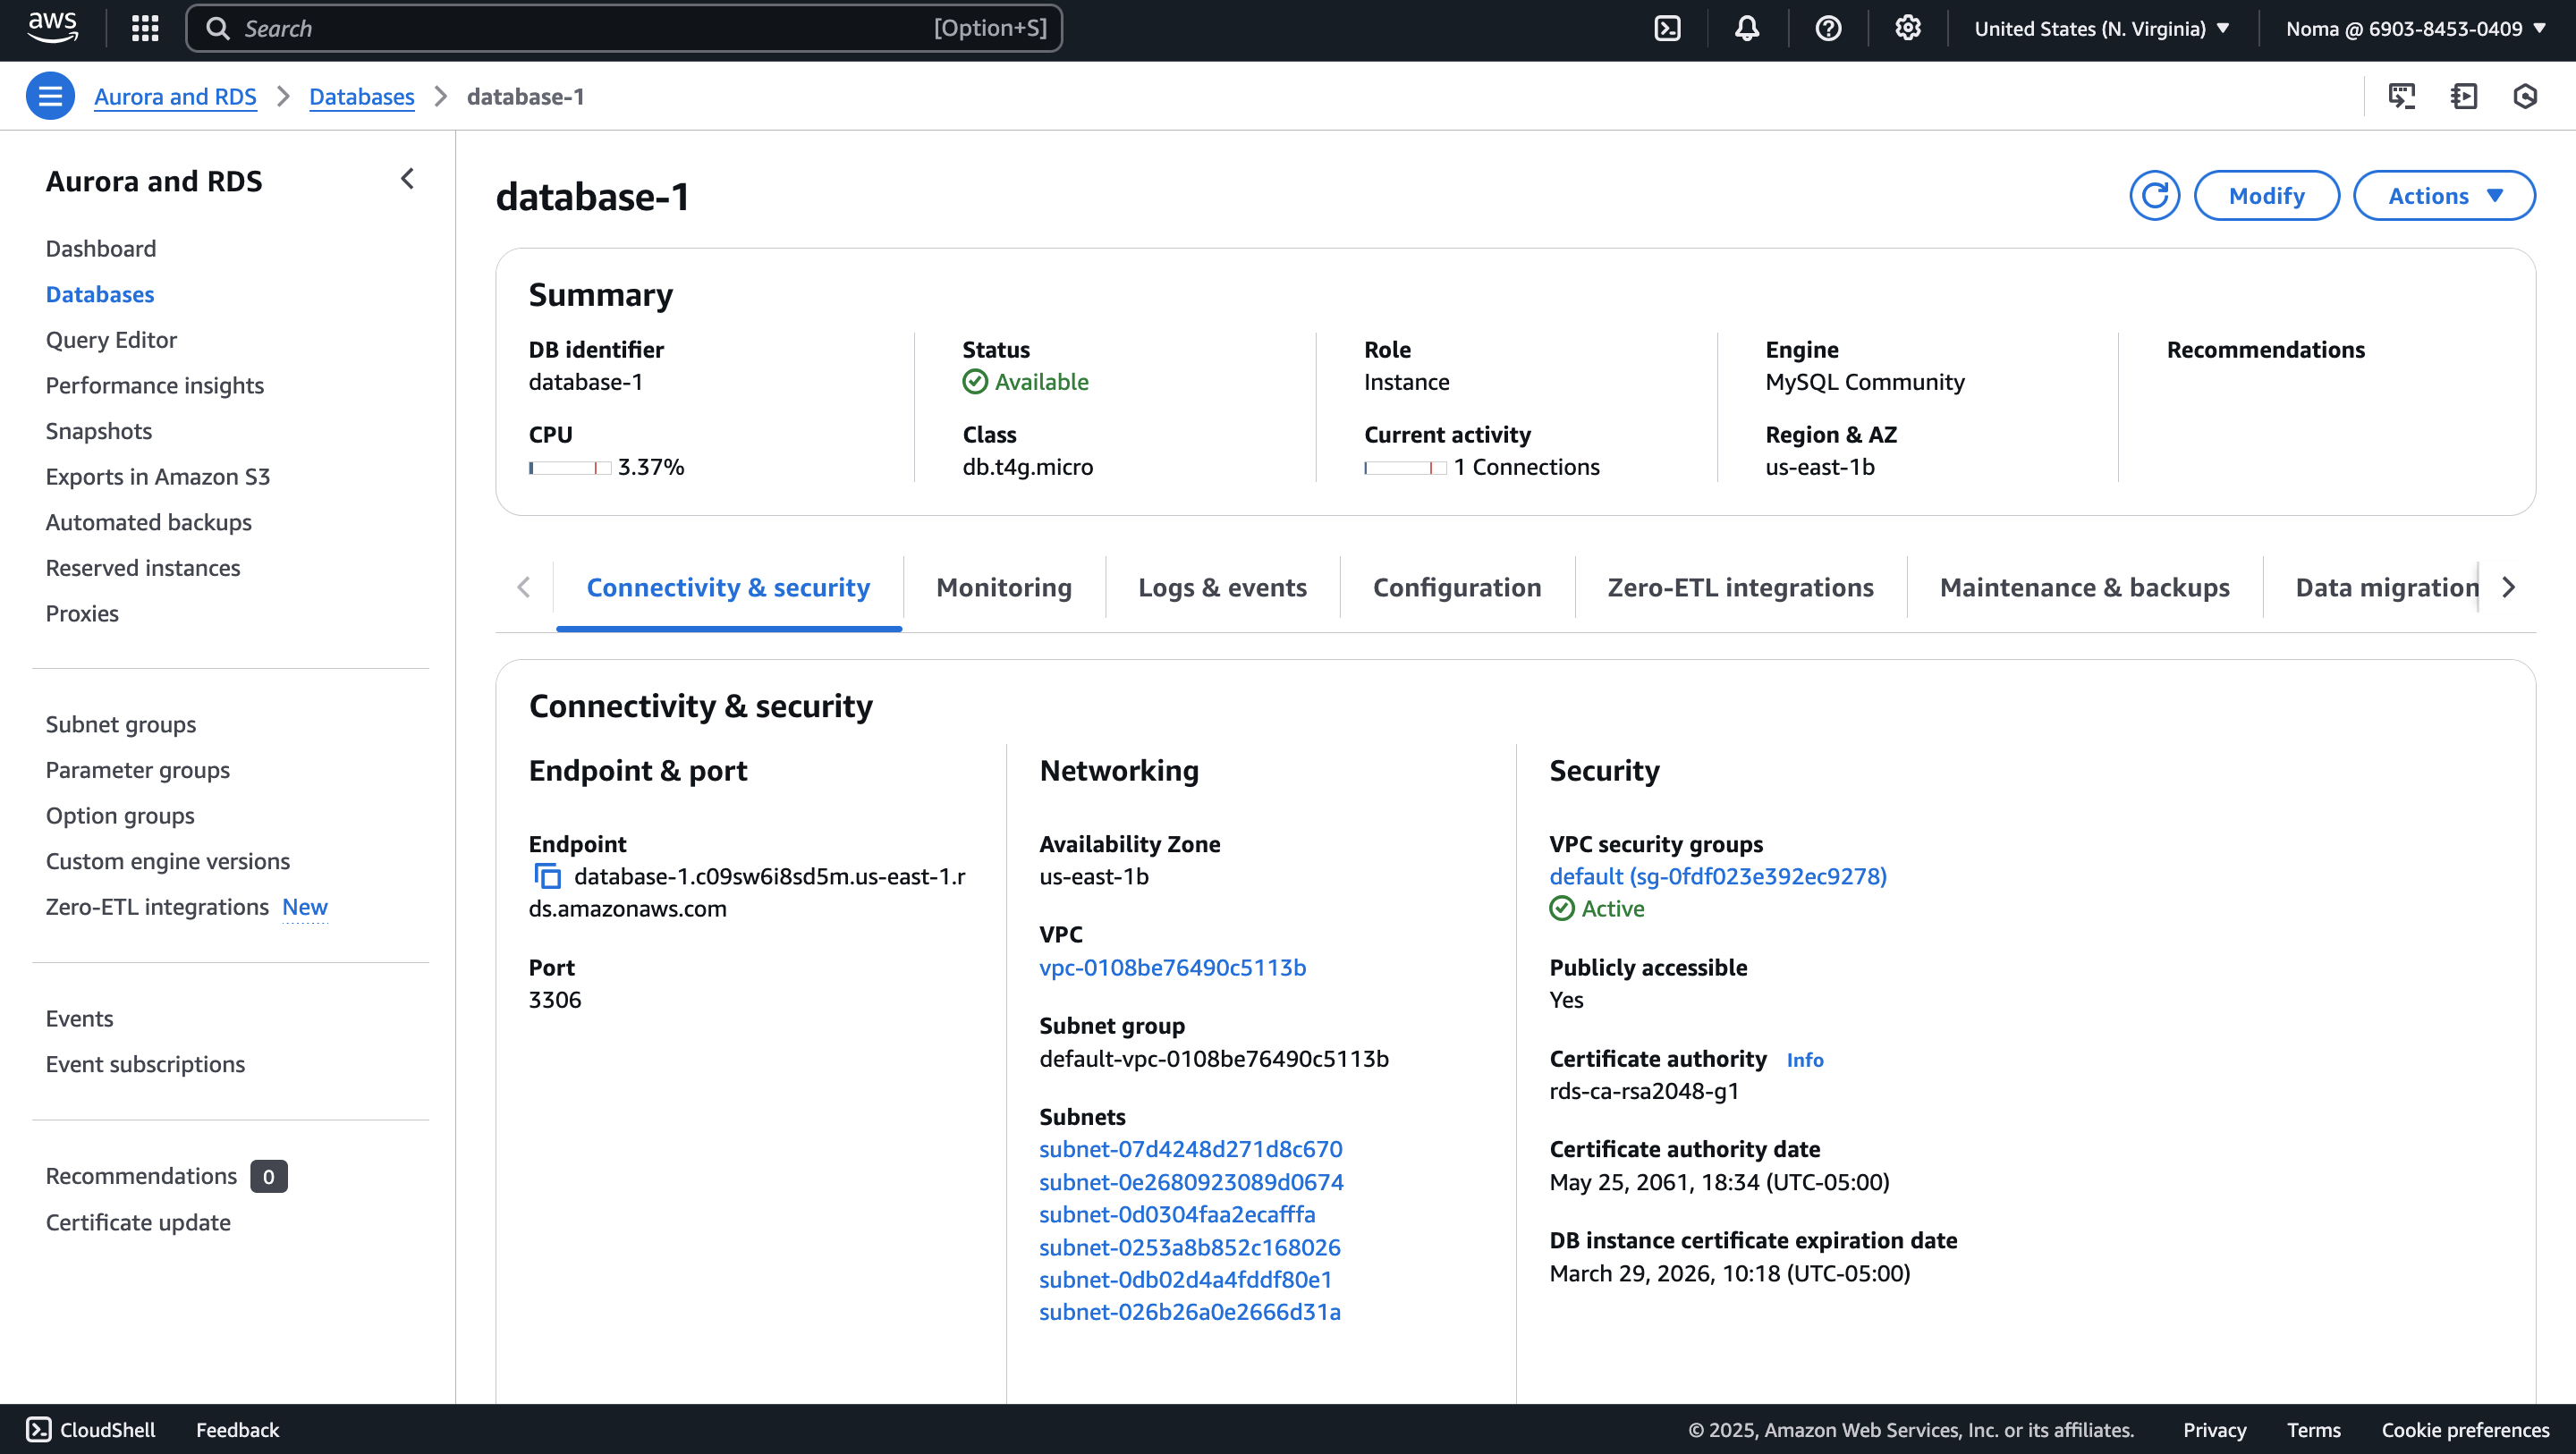 aws
Search
[Option+S]
United States (N. Virginia)
Noma @ 6903-8453-0409
Aurora and RDS
Databases
database-1
Aurora and RDS
Dashboard
Databases
Query Editor
Performance insights
Snapshots
Exports in Amazon S3
Automated backups
Reserved instances
Proxies
Subnet groups
Parameter groups
Option groups
Custom engine versions
Zero-ETL integrations New
Events
Event subscriptions
Recommendations 0
Certificate update
database-1
Modify
Actions
Summary
DB identifier
database-1
Status
Available
Role
Instance
Engine
MySQL Community
Recommendations
CPU
3.37%
Class
db.t4g.micro
Current activity
1 Connections
Region & AZ
us-east-1b
Connectivity & security
Monitoring
Logs & events
Configuration
Zero-ETL integrations
Maintenance & backups
Data migration
Connectivity & security
Endpoint & port
Endpoint
database-1.c09sw6i8sd5m.us-east-1.r
ds.amazonaws.com
Port
3306
Networking
Availability Zone
us-east-1b
VPC
vpc-0108be76490c5113b
Subnet group
default-vpc-0108be76490c5113b
Subnets
subnet-07d4248d271d8c670
subnet-0e2680923089d0674
subnet-0d0304faa2ecafffa
subnet-0253a8b852c168026
subnet-0db02d4a4fddf80e1
subnet-026b26a0e2666d31a
Security
VPC security groups
default (sg-0fdf023e392ec9278)
Active
Publicly accessible
Yes
Certificate authority Info
rds-ca-rsa2048-g1
Certificate authority date
May 25, 2061, 18:34 (UTC-05:00)
DB instance certificate expiration date
March 29, 2026, 10:18 (UTC-05:00)
CloudShell
Feedback
© 2025, Amazon Web Services, Inc. or its affiliates.
Privacy
Terms
Cookie preferences